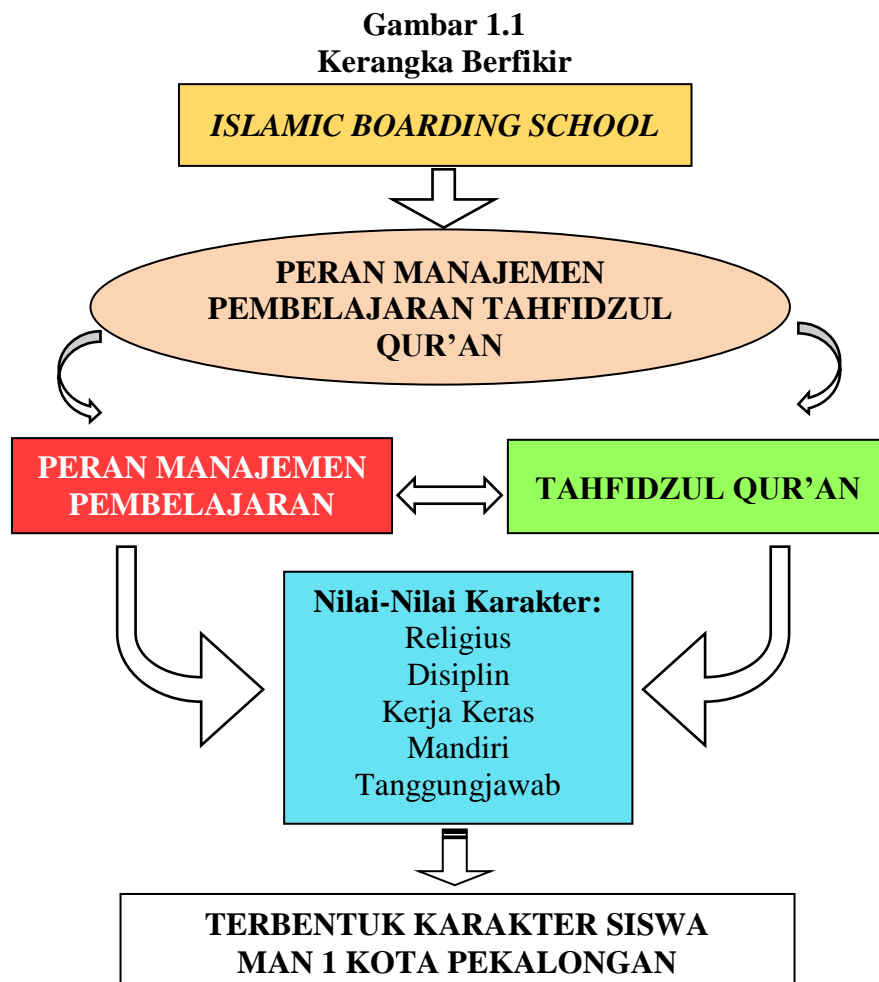 Gambar 1.1
Kerangka Berfikir
ISLAMIC BOARDING SCHOOL
PERAN MANAJEMEN
PEMBELAJARAN TAHFIDZUL
QUR’AN
PERAN MANAJEMEN
PEMBELAJARAN
TAHFIDZUL QUR’AN
Nilai-Nilai Karakter:
Religius
Disiplin
Kerja Keras
Mandiri
Tanggungjawab
TERBENTUK KARAKTER SISWA
MAN 1 KOTA PEKALONGAN